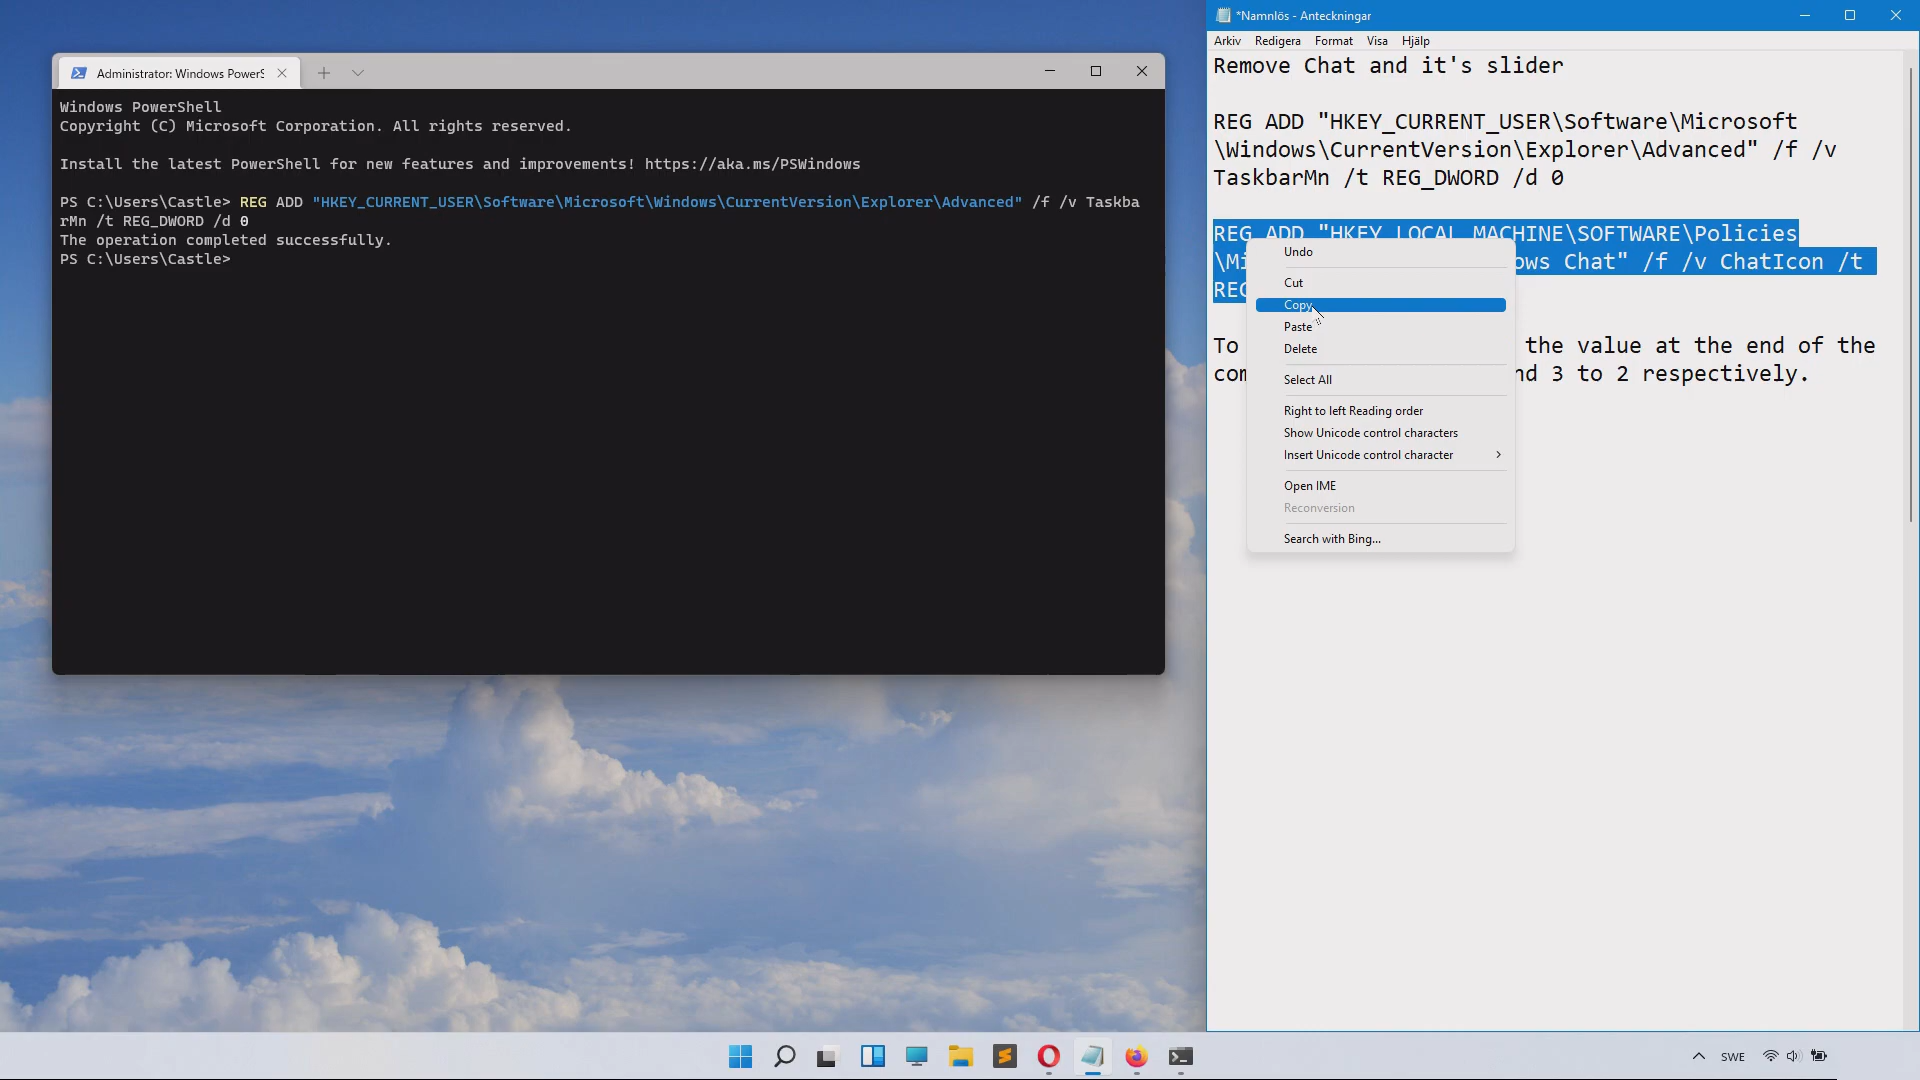 Administrator: Windows PowerS
Windows PowerShell
Copyright (C) Microsoft Corporation. All rights reserved.
Install the latest PowerShell for new features and improvements! https://aka.ms/PSWindows
PS C:\Users\Castle> REG ADD "HKEY_CURRENT_USER\Software\Microsoft\Windows\CurrentVersion\Explorer\Advanced" /f /v Taskba
rMn /t REG_DWORD /d 0
The operation completed successfully.
PS C:\Users\Castle>
*Namnlös - Anteckningar
Arkiv Redigera Format Visa Hjälp
Remove Chat and it's slider
REG ADD "HKEY_CURRENT_USER\Software\Microsoft
\Windows\CurrentVersion\Explorer\Advanced" /f /v
TaskbarMn /t REG_DWORD /d 0
REG ADD "HKEY_LOCAL_MACHINE\SOFTWARE\Policies
\Mi ows Chat" /f /v ChatIcon /t
REG
To the value at the end of the
com nd 3 to 2 respectively.
Undo
Cut
Copy
Paste
Delete
Select All
Right to left Reading order
Show Unicode control characters
Insert Unicode control character
Open IME
Reconversion
Search with Bing...
SWE